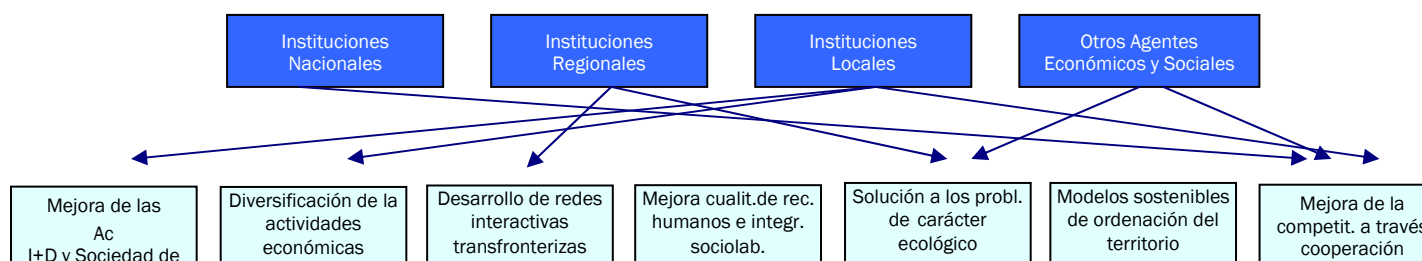 Instituciones
Nacionales
Instituciones
Regionales
Instituciones
Locales
Otros Agentes
Económicos y Sociales
Mejora de las
Ac
I+D y Sociedad de
Diversificación de la
actividades
económicas
Desarrollo de redes
interactivas
transfronterizas
Mejora cualit.de rec.
humanos e integr.
sociolab.
Solución a los probl.
de carácter
ecológico
Modelos sostenibles
de ordenación del
territorio
Mejora de la
competit. a través
cooperación